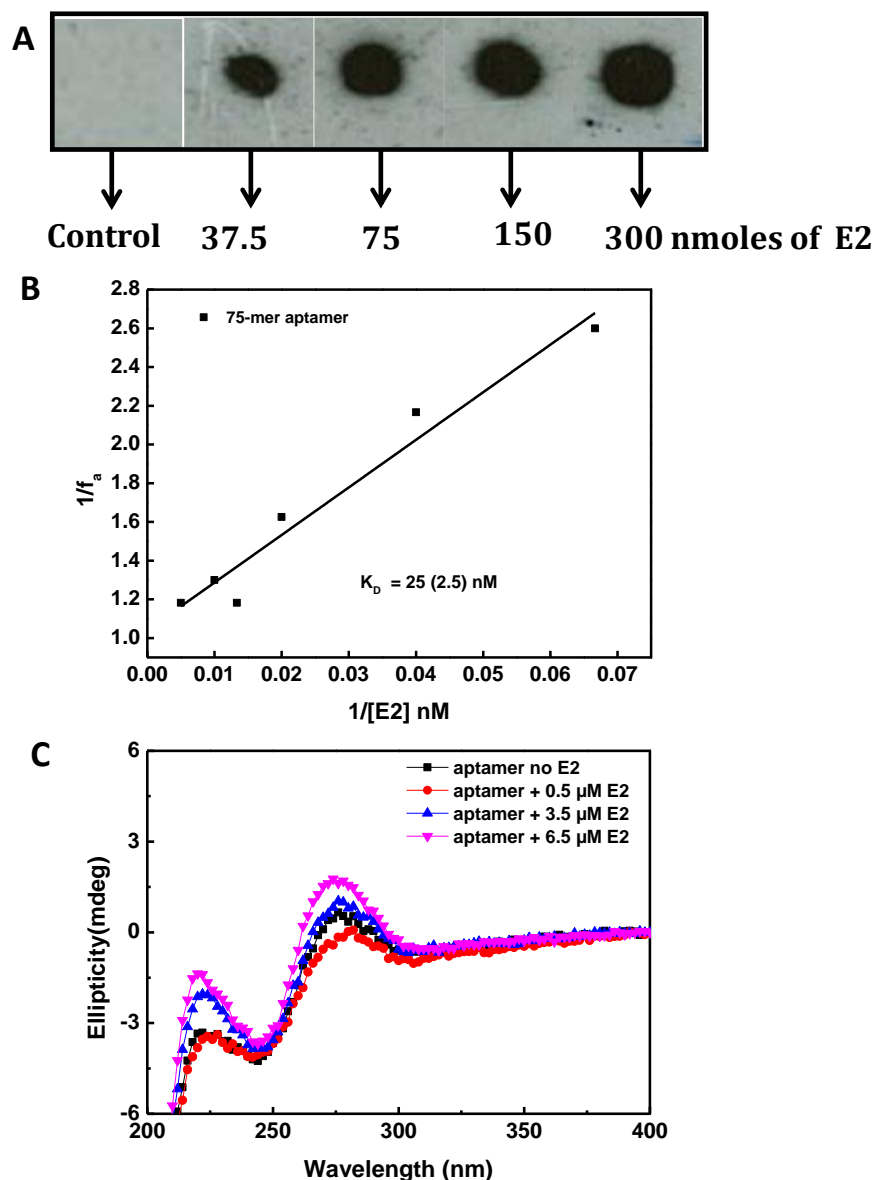 A
Control 37.5 75 150 300 nmoles of E2
B
2.8
2.6
2.4
2.2
2.0
1.8
1.6
1.4
1.2
1.0
1/fa
75-mer aptamer
KD = 25 (2.5) nM
0.00 0.01 0.02 0.03 0.04 0.05 0.06 0.07
1/[E2] nM
C
6
3
0
-3
-6
Ellipticity(mdeg)
aptamer no E2
aptamer + 0.5 µM E2
aptamer + 3.5 µM E2
aptamer + 6.5 µM E2
200 250 300 350 400
Wavelength (nm)